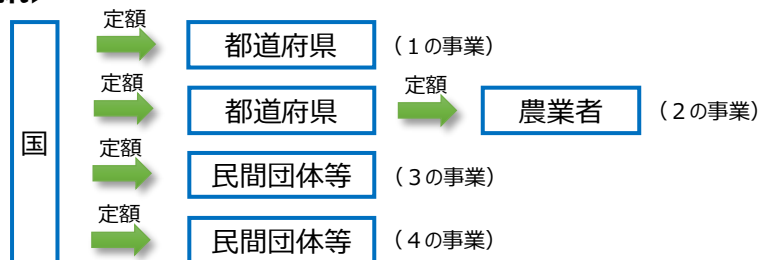 定額
都道府県 （１の事業）
定額 定額
都道府県 農業者 （２の事業）
国
定額
民間団体等 （３の事業）
定額
民間団体等 （４の事業）